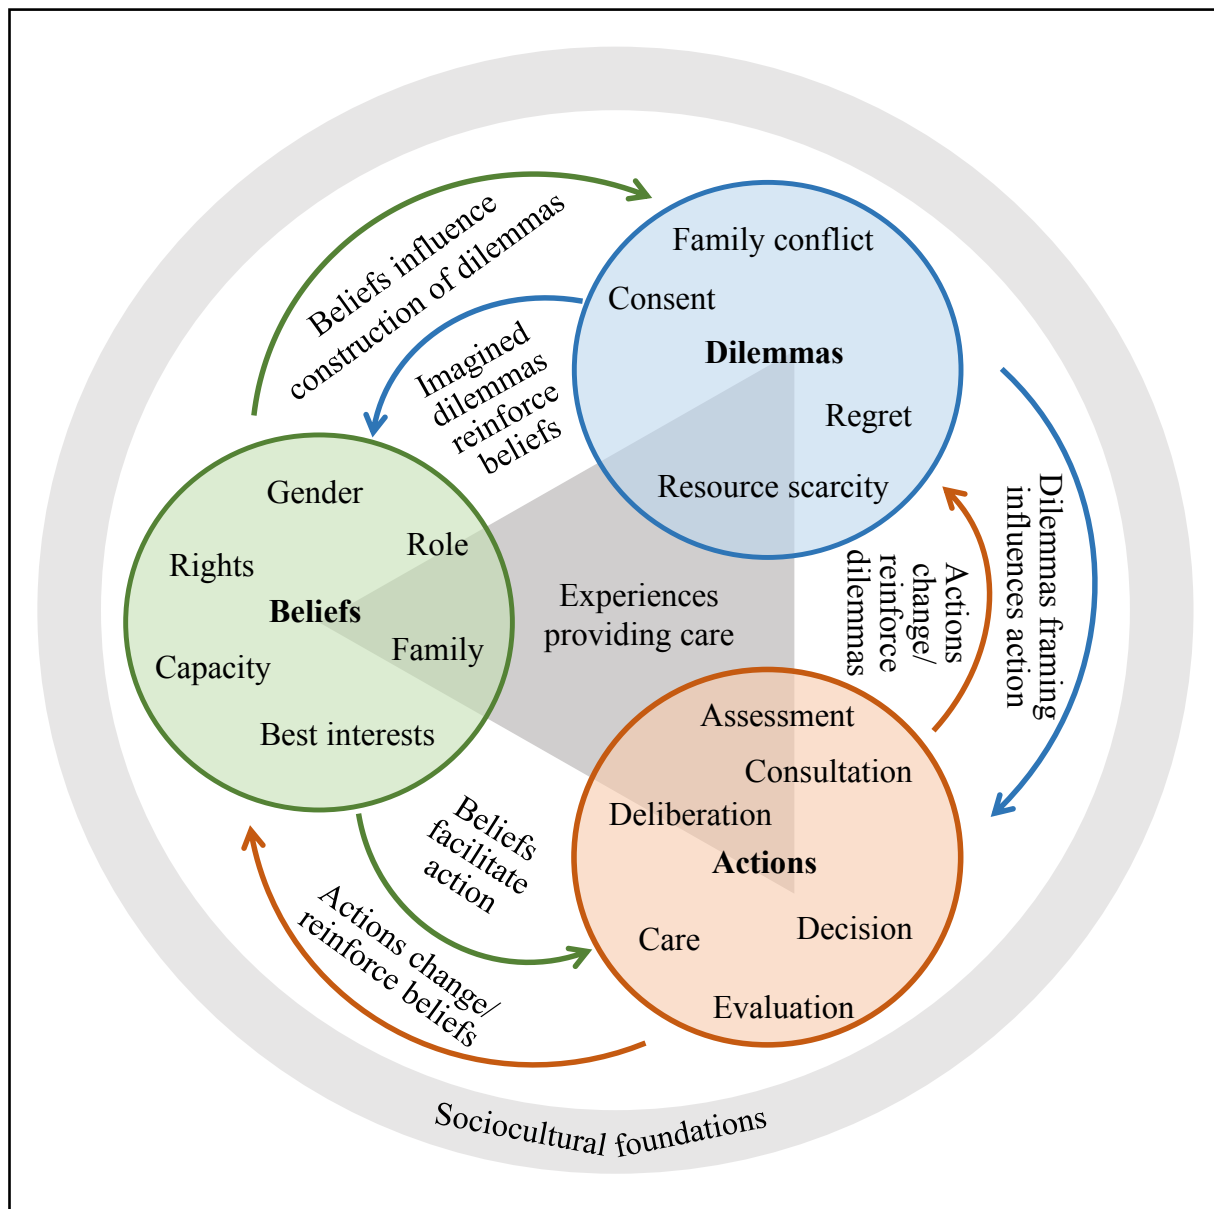 Beliefs influence
construction of dilemmas
Imagined
dilemmas
reinforce
beliefs
Family conflict
Consent
Dilemmas
Regret
Resource scarcity
Dilemmas framing
influences action
Actions
change/
reinforce
dilemmas
Gender
Role
Rights
Beliefs
Family
Capacity
Best interests
Experiences
providing care
Beliefs
facilitate
action
Actions change/
reinforce beliefs
Assessment
Consultation
Deliberation
Actions
Decision
Care
Evaluation
Sociocultural foundations